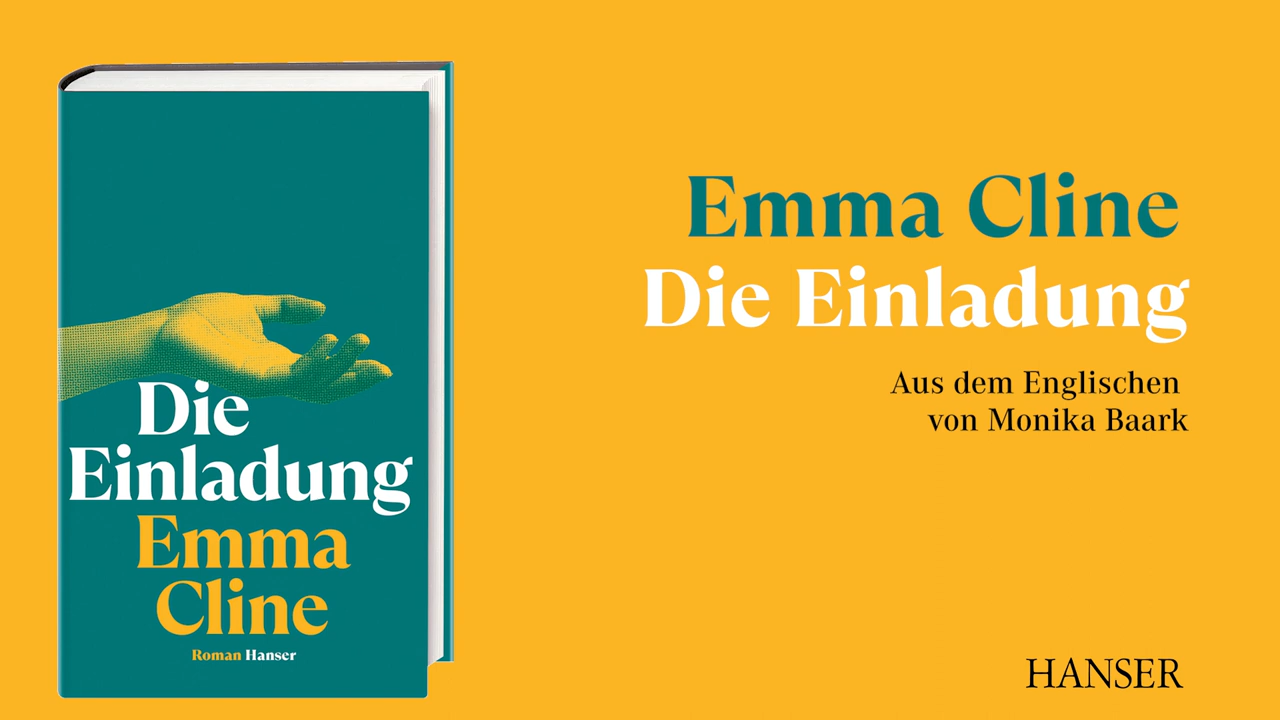 Die
Einladung
Emma
Cline
Roman Hanser
Emma Cline
Die Einladung
Aus dem Englischen
von Monika Baark
HANSER